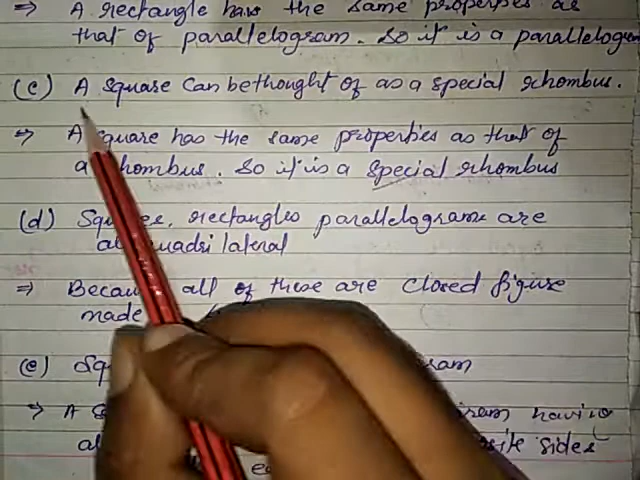 ⇒ A rectangle has the same properties as
that of parallelogram. So it is a parallelogram
(c) A square can be thought of as a special rhombus.
⇒ A square has the same properties as that of
a rhombus. So it is a special rhombus
(d) Squares, rectangles parallelograms are
all quadrilateral
⇒ Because all of these are closed figure
made
(e)
⇒ A having
sides